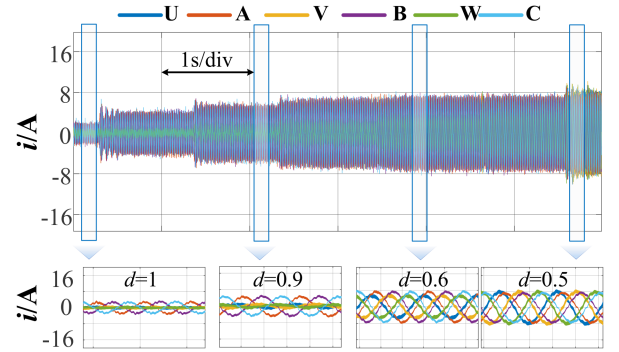 U A V B W C
16
1s/div
8
i/A
0
-8
-16
d=1 d=0.9 d=0.6 d=0.5
16
i/A
0
-16